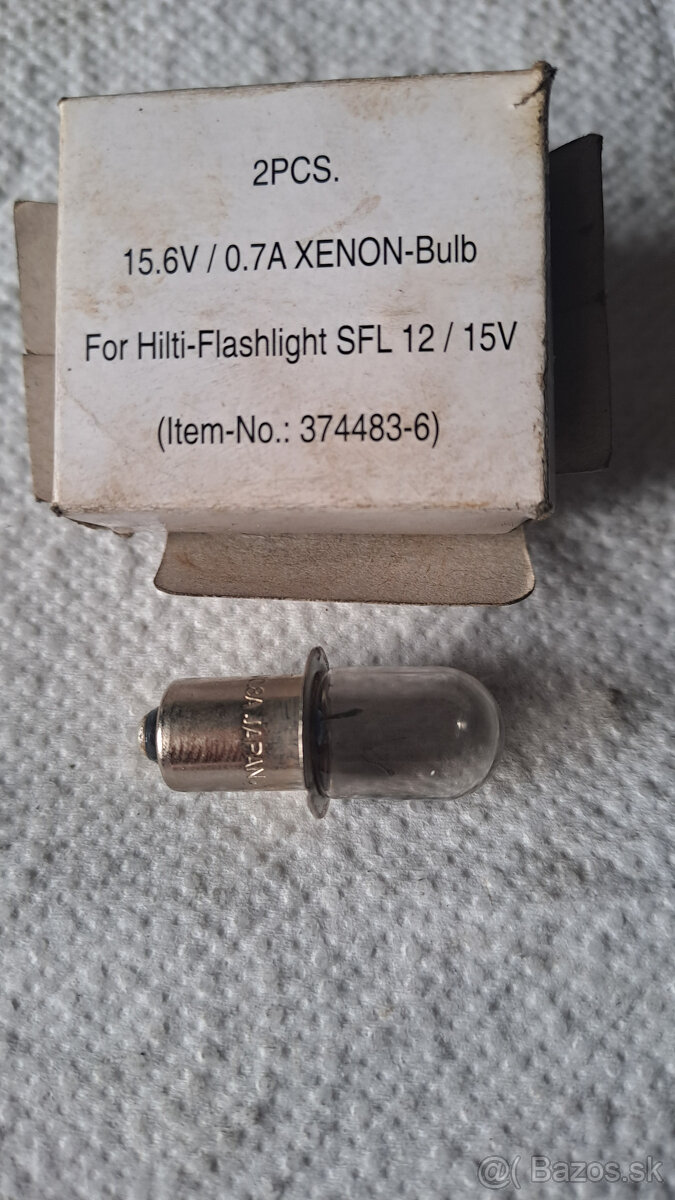 2PCS.
15.6V / 0.7A XENON-Bulb
For Hilti-Flashlight SFL 12 / 15V
(Item-No.: 374483-6)
JAPAN
@( Bazos.sk